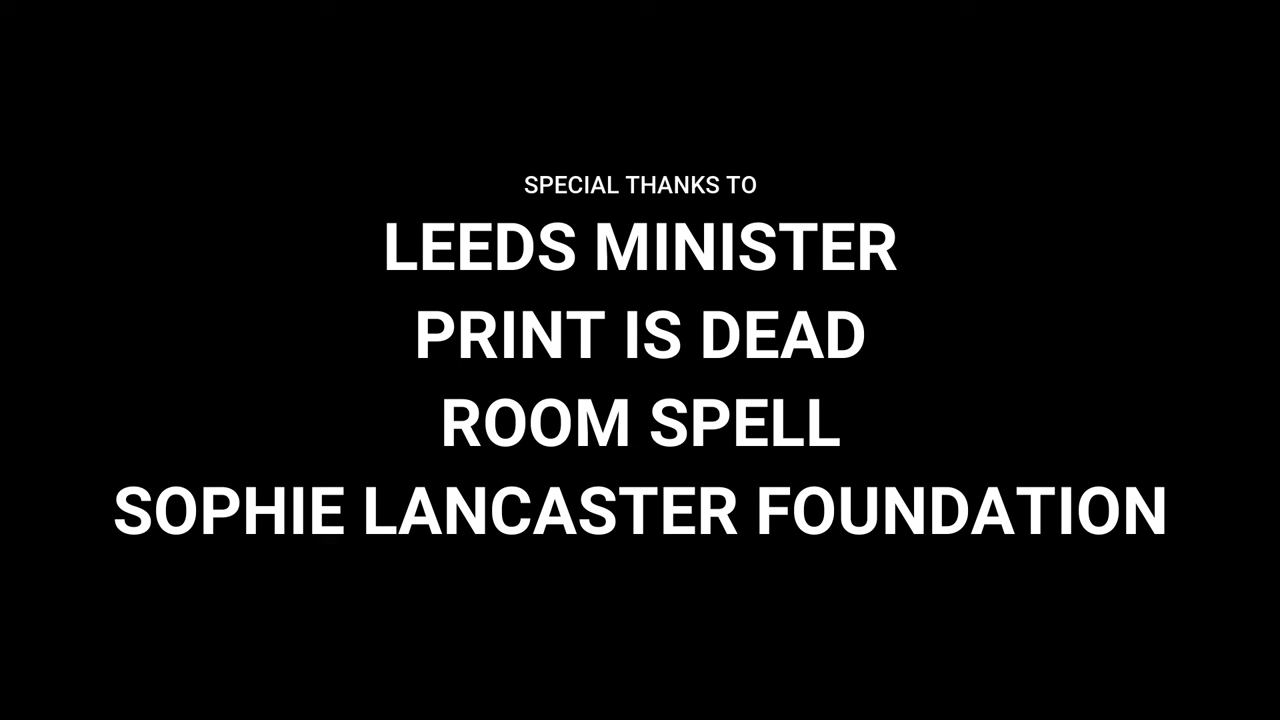 SPECIAL THANKS TO
LEEDS MINISTER
PRINT IS DEAD
ROOM SPELL
SOPHIE LANCASTER FOUNDATION